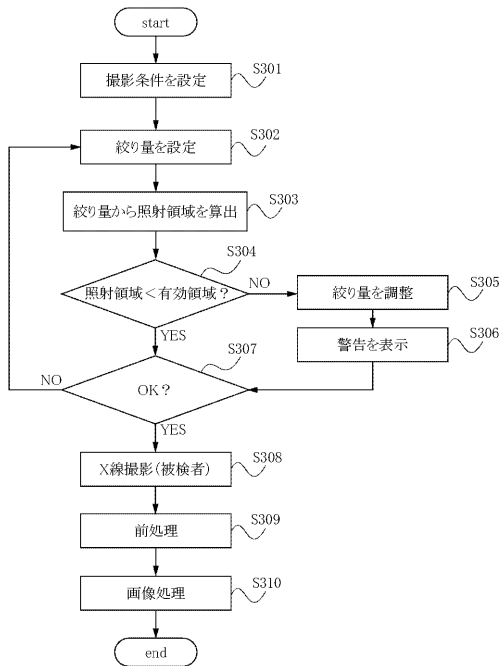 start
撮影条件を設定
S301
絞り量を設定
S302
絞り量から照射領域を算出
S303
照射領域<有効領域?
S304
NO
YES
絞り量を調整
S305
警告を表示
S306
OK?
S307
NO
YES
X線撮影(被検者)
S308
前処理
S309
画像処理
S310
end